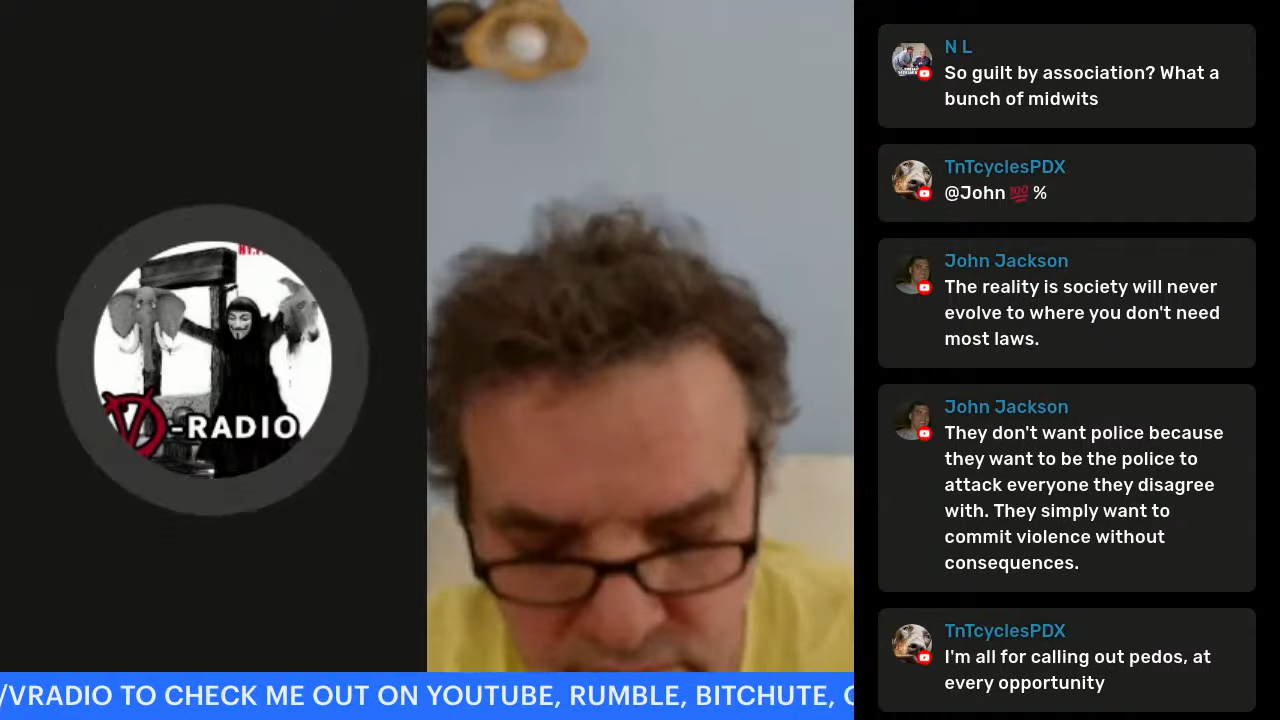 V-RADIO
/VRADIO TO CHECK ME OUT ON YOUTUBE, RUMBLE, BITCHUTE,
N L
So guilt by association? What a
bunch of midwits
TnTcyclesPDX
@John 💯 %
John Jackson
The reality is society will never
evolve to where you don't need
most laws.
John Jackson
They don't want police because
they want to be the police to
attack everyone they disagree
with. They simply want to
commit violence without
consequences.
TnTcyclesPDX
I'm all for calling out pedos, at
every opportunity